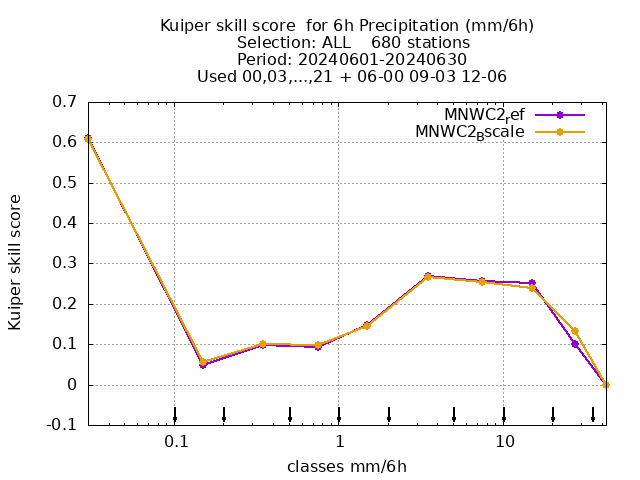 Kuiper skill score  for 6h Precipitation (mm/6h)
Selection: ALL    680 stations
Period: 20240601-20240630
Used 00,03,...,21 + 06-00 09-03 12-06
MNWC2ref
MNWC2Bscale
0.7
0.6
0.5
0.4
0.3
0.2
0.1
0
-0.1
Kuiper skill score
0.1
1
10
classes mm/6h